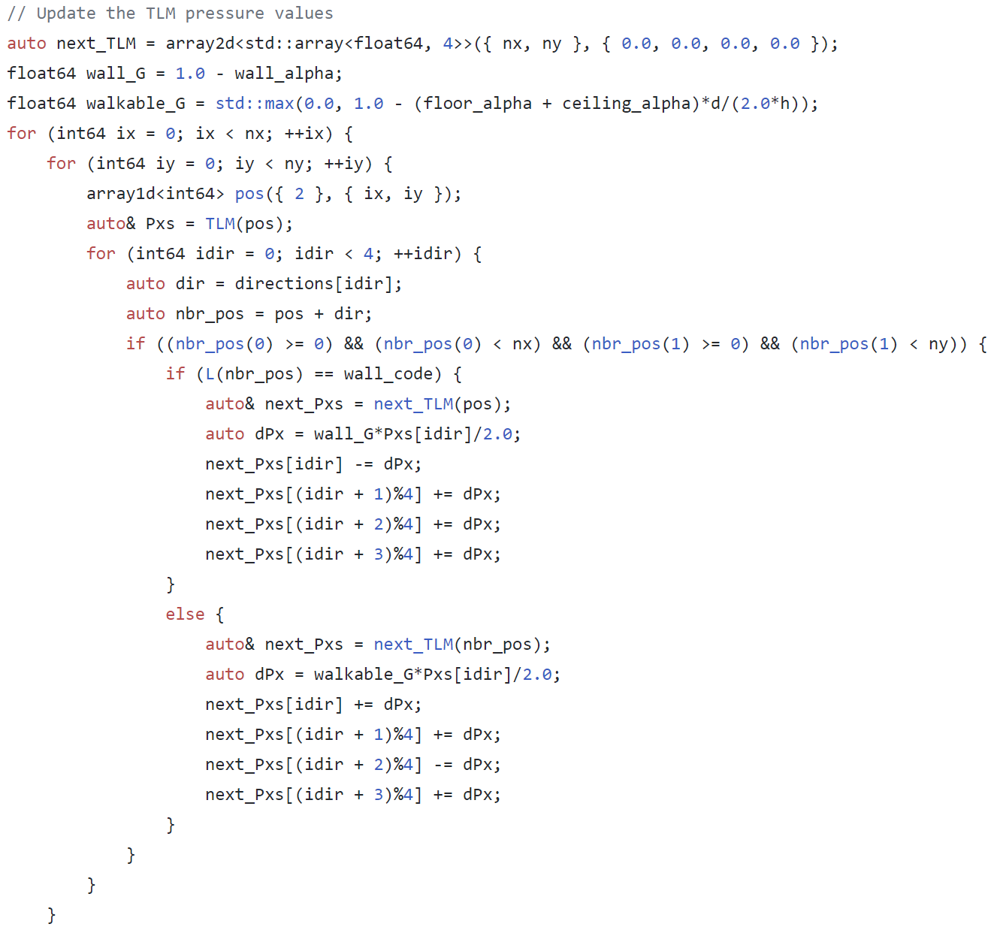 // Update the TLM pressure values
auto next_TLM = array2d<std::array<float64, 4>>({ nx, ny }, { 0.0, 0.0, 0.0, 0.0 });
float64 wall_G = 1.0 - wall_alpha;
float64 walkable_G = std::max(0.0, 1.0 - (floor_alpha + ceiling_alpha)*d/(2.0*h));
for (int64 ix = 0; ix < nx; ++ix) {
    for (int64 iy = 0; iy < ny; ++iy) {
        array1d<int64> pos({ 2 }, { ix, iy });
        auto& Pxs = TLM(pos);
        for (int64 idir = 0; idir < 4; ++idir) {
            auto dir = directions[idir];
            auto nbr_pos = pos + dir;
            if ((nbr_pos(0) >= 0) && (nbr_pos(0) < nx) && (nbr_pos(1) >= 0) && (nbr_pos(1) < ny)) {
                if (L(nbr_pos) == wall_code) {
                    auto& next_Pxs = next_TLM(pos);
                    auto dPx = wall_G*Pxs[idir]/2.0;
                    next_Pxs[idir] -= dPx;
                    next_Pxs[(idir + 1)%4] += dPx;
                    next_Pxs[(idir + 2)%4] += dPx;
                    next_Pxs[(idir + 3)%4] += dPx;
                }
                else {
                    auto& next_Pxs = next_TLM(nbr_pos);
                    auto dPx = walkable_G*Pxs[idir]/2.0;
                    next_Pxs[idir] += dPx;
                    next_Pxs[(idir + 1)%4] += dPx;
                    next_Pxs[(idir + 2)%4] -= dPx;
                    next_Pxs[(idir + 3)%4] += dPx;
                }
            }
        }
    }